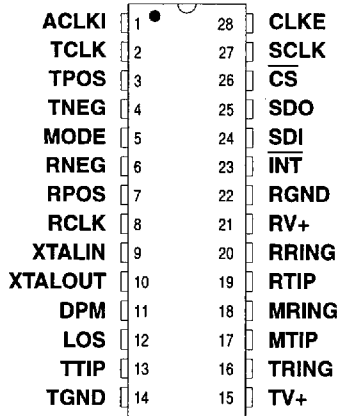 ACLKI 1 28 CLKE
TCLK 2 27 SCLK
TPOS 3 26 CS
TNEG 4 25 SDO
MODE 5 24 SDI
RNEG 6 23 INT
RPOS 7 22 RGND
RCLK 8 21 RV+
XTALIN 9 20 RRING
XTALOUT 10 19 RTIP
DPM 11 18 MRING
LOS 12 17 MTIP
TTIP 13 16 TRING
TGND 14 15 TV+